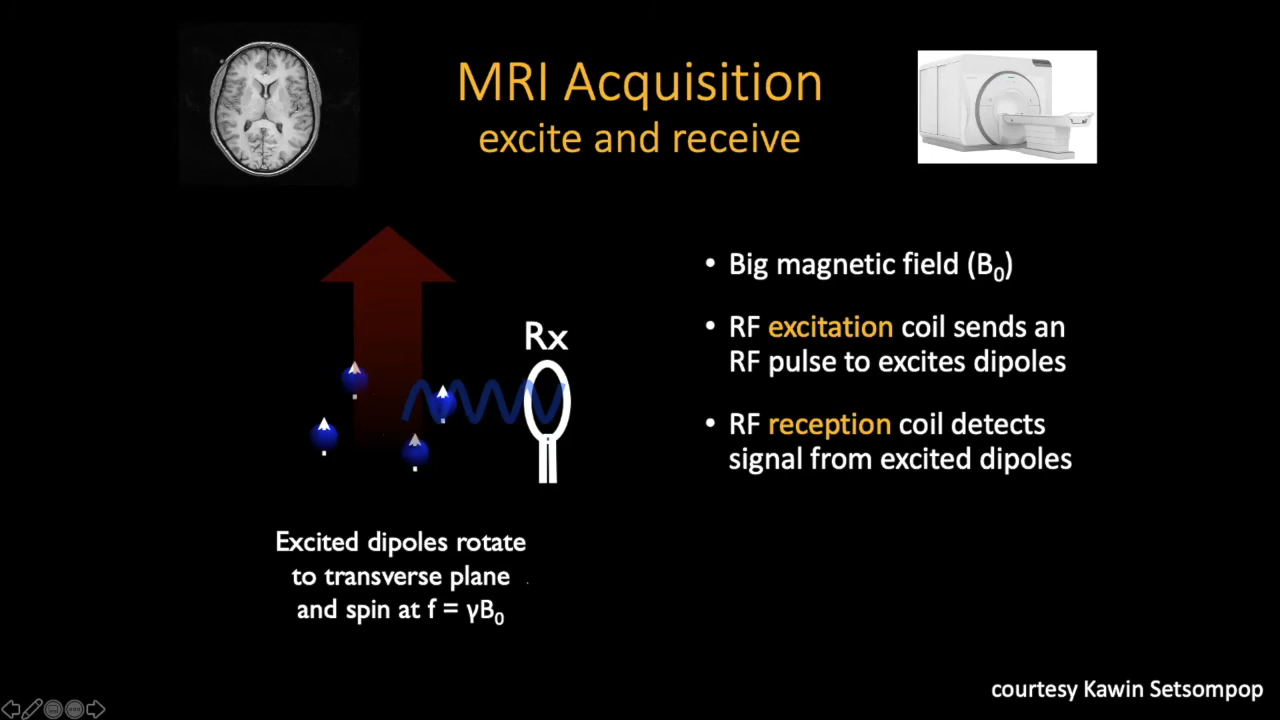 MRI Acquisition
excite and receive
Rx
Excited dipoles rotate
to transverse plane
and spin at f = γB₀
• Big magnetic field (B₀)
• RF excitation coil sends an
RF pulse to excites dipoles
• RF reception coil detects
signal from excited dipoles
courtesy Kawin Setsompop